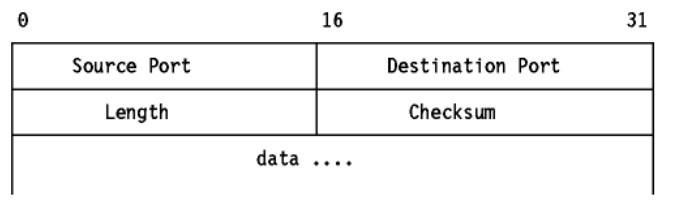 0 16 31
Source Port Destination Port
Length Checksum
data ....